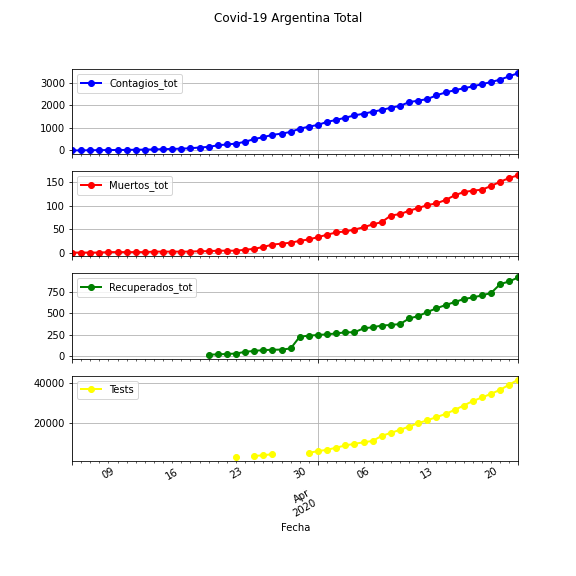 Covid-19 Argentina Total
3000
2000
1000
0
Contagios_tot
150
100
50
0
Muertos_tot
750
500
250
0
Recuperados_tot
40000
20000
Tests
09 16 23 30 06 13 20
Apr
2020
Fecha